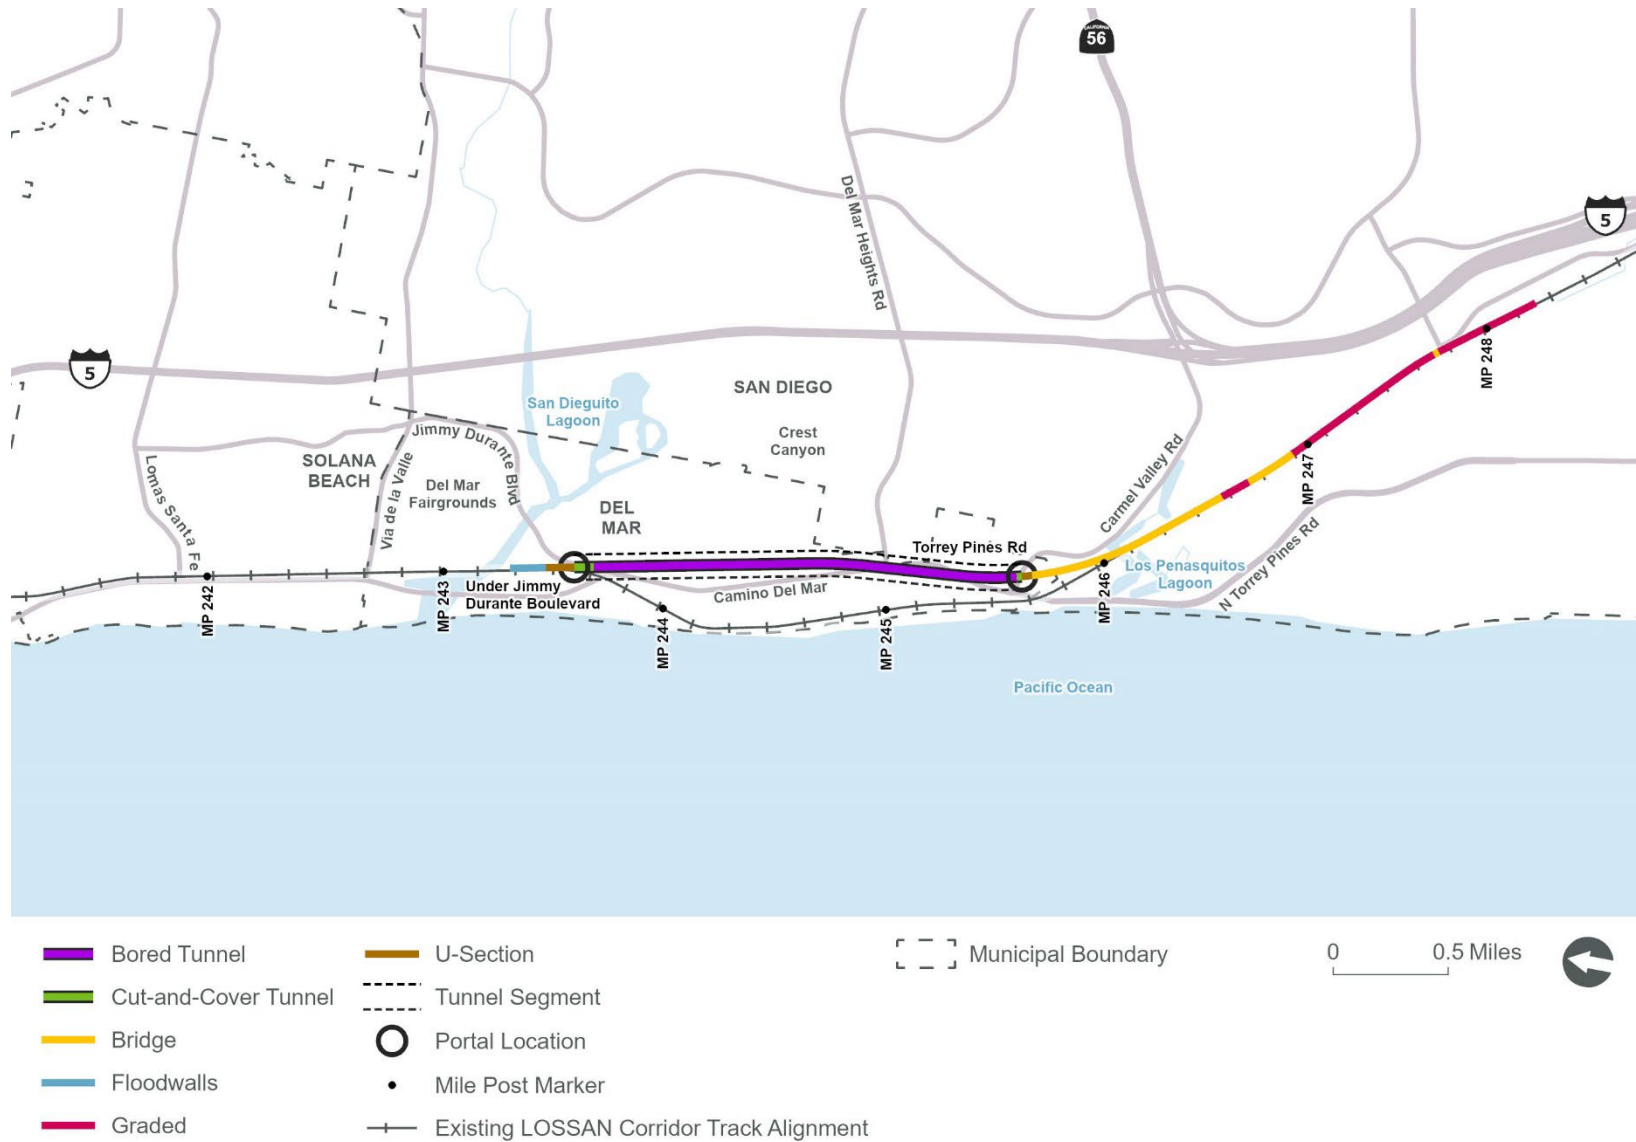 CALIFORNIA
56
5
Del Mar Heights Rd
5
MP 248
SAN DIEGO
San Dieguito
Lagoon
Crest
Canyon
Jimmy Durante Blvd
SOLANA
BEACH
Del Mar
Fairgrounds
Lomas Santa Fe
Via de la Valle
Carmel Valley Rd
MP 247
DEL
MAR
Torrey Pines Rd
N Torrey Pines Rd
Los Penasquitos
Lagoon
Under Jimmy
Durante Boulevard
Camino Del Mar
MP 242
MP 243
MP 244
MP 245
MP 246
Pacific Ocean
Bored Tunnel
Cut-and-Cover Tunnel
Bridge
Floodwalls
Graded
U-Section
Tunnel Segment
Portal Location
Mile Post Marker
Existing LOSSAN Corridor Track Alignment
Municipal Boundary
0 0.5 Miles